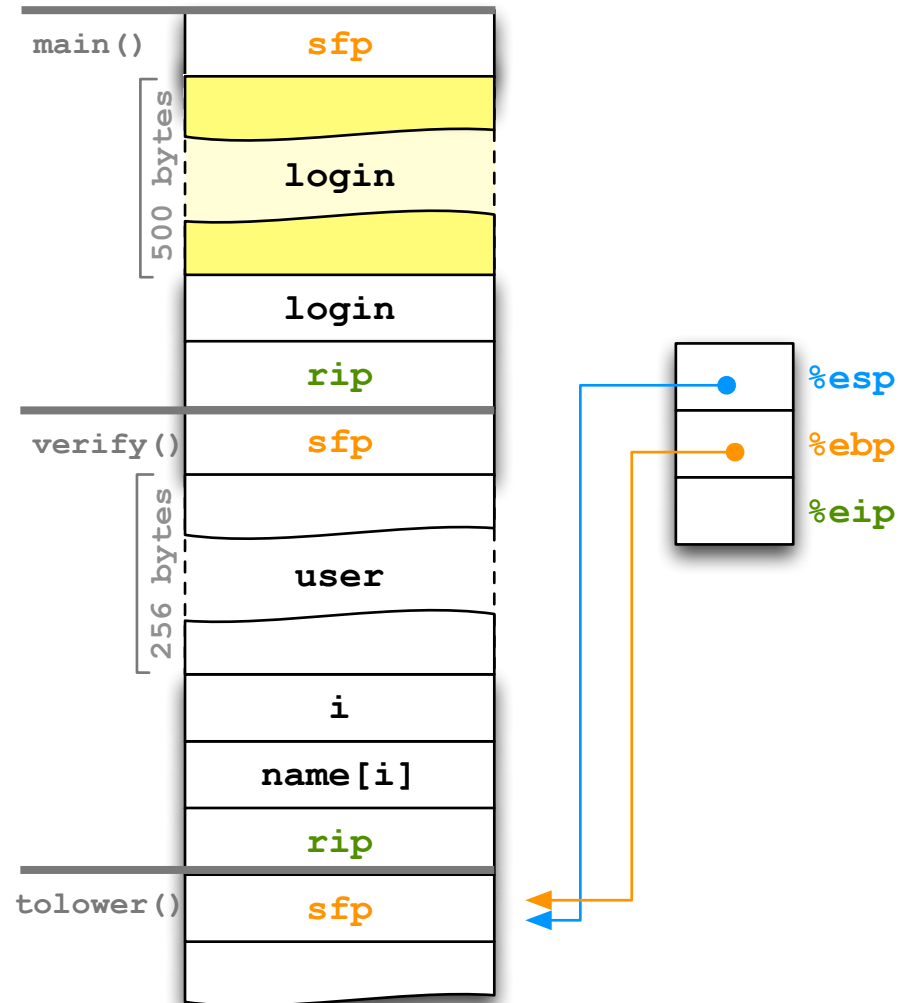 main()
sfp
500 bytes
login
login
rip
verify()
sfp
256 bytes
user
i
name[i]
rip
tolower()
sfp
%esp
%ebp
%eip